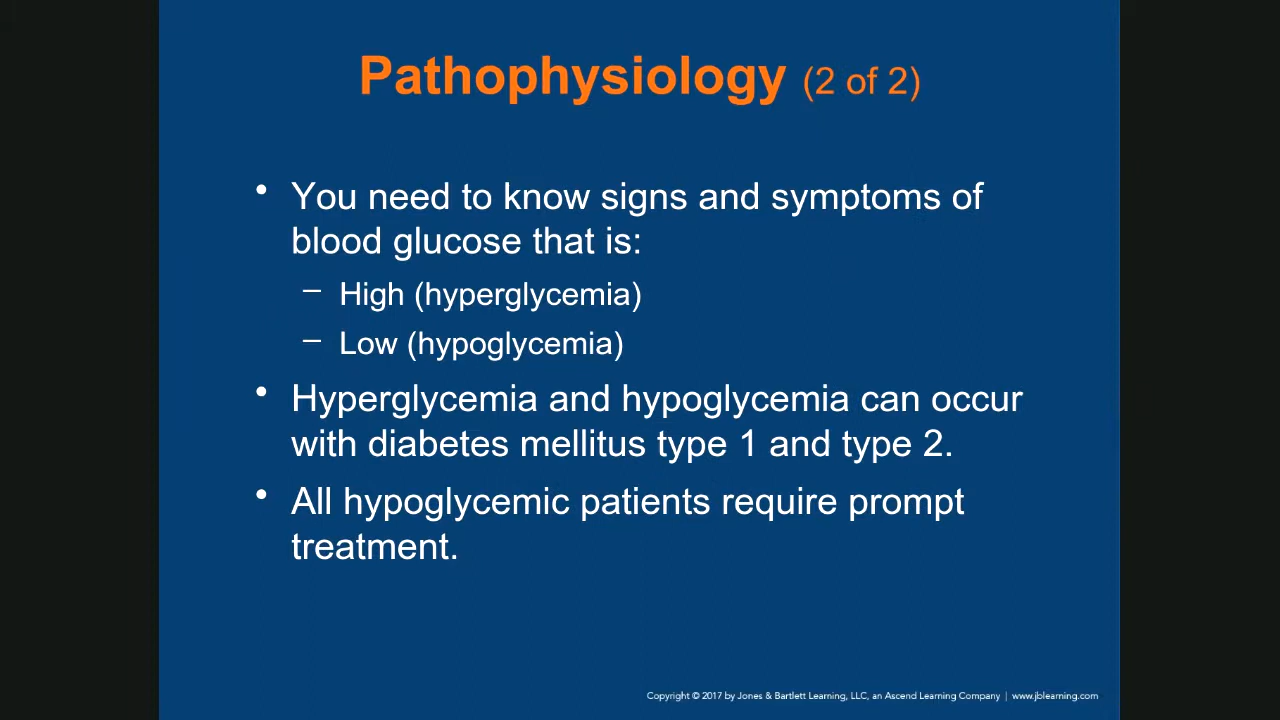 Pathophysiology (2 of 2)
• You need to know signs and symptoms of
blood glucose that is:
– High (hyperglycemia)
– Low (hypoglycemia)
• Hyperglycemia and hypoglycemia can occur
with diabetes mellitus type 1 and type 2.
• All hypoglycemic patients require prompt
treatment.
Copyright © 2017 by Jones & Bartlett Learning, LLC, an Ascend Learning Company | www.jblearning.com